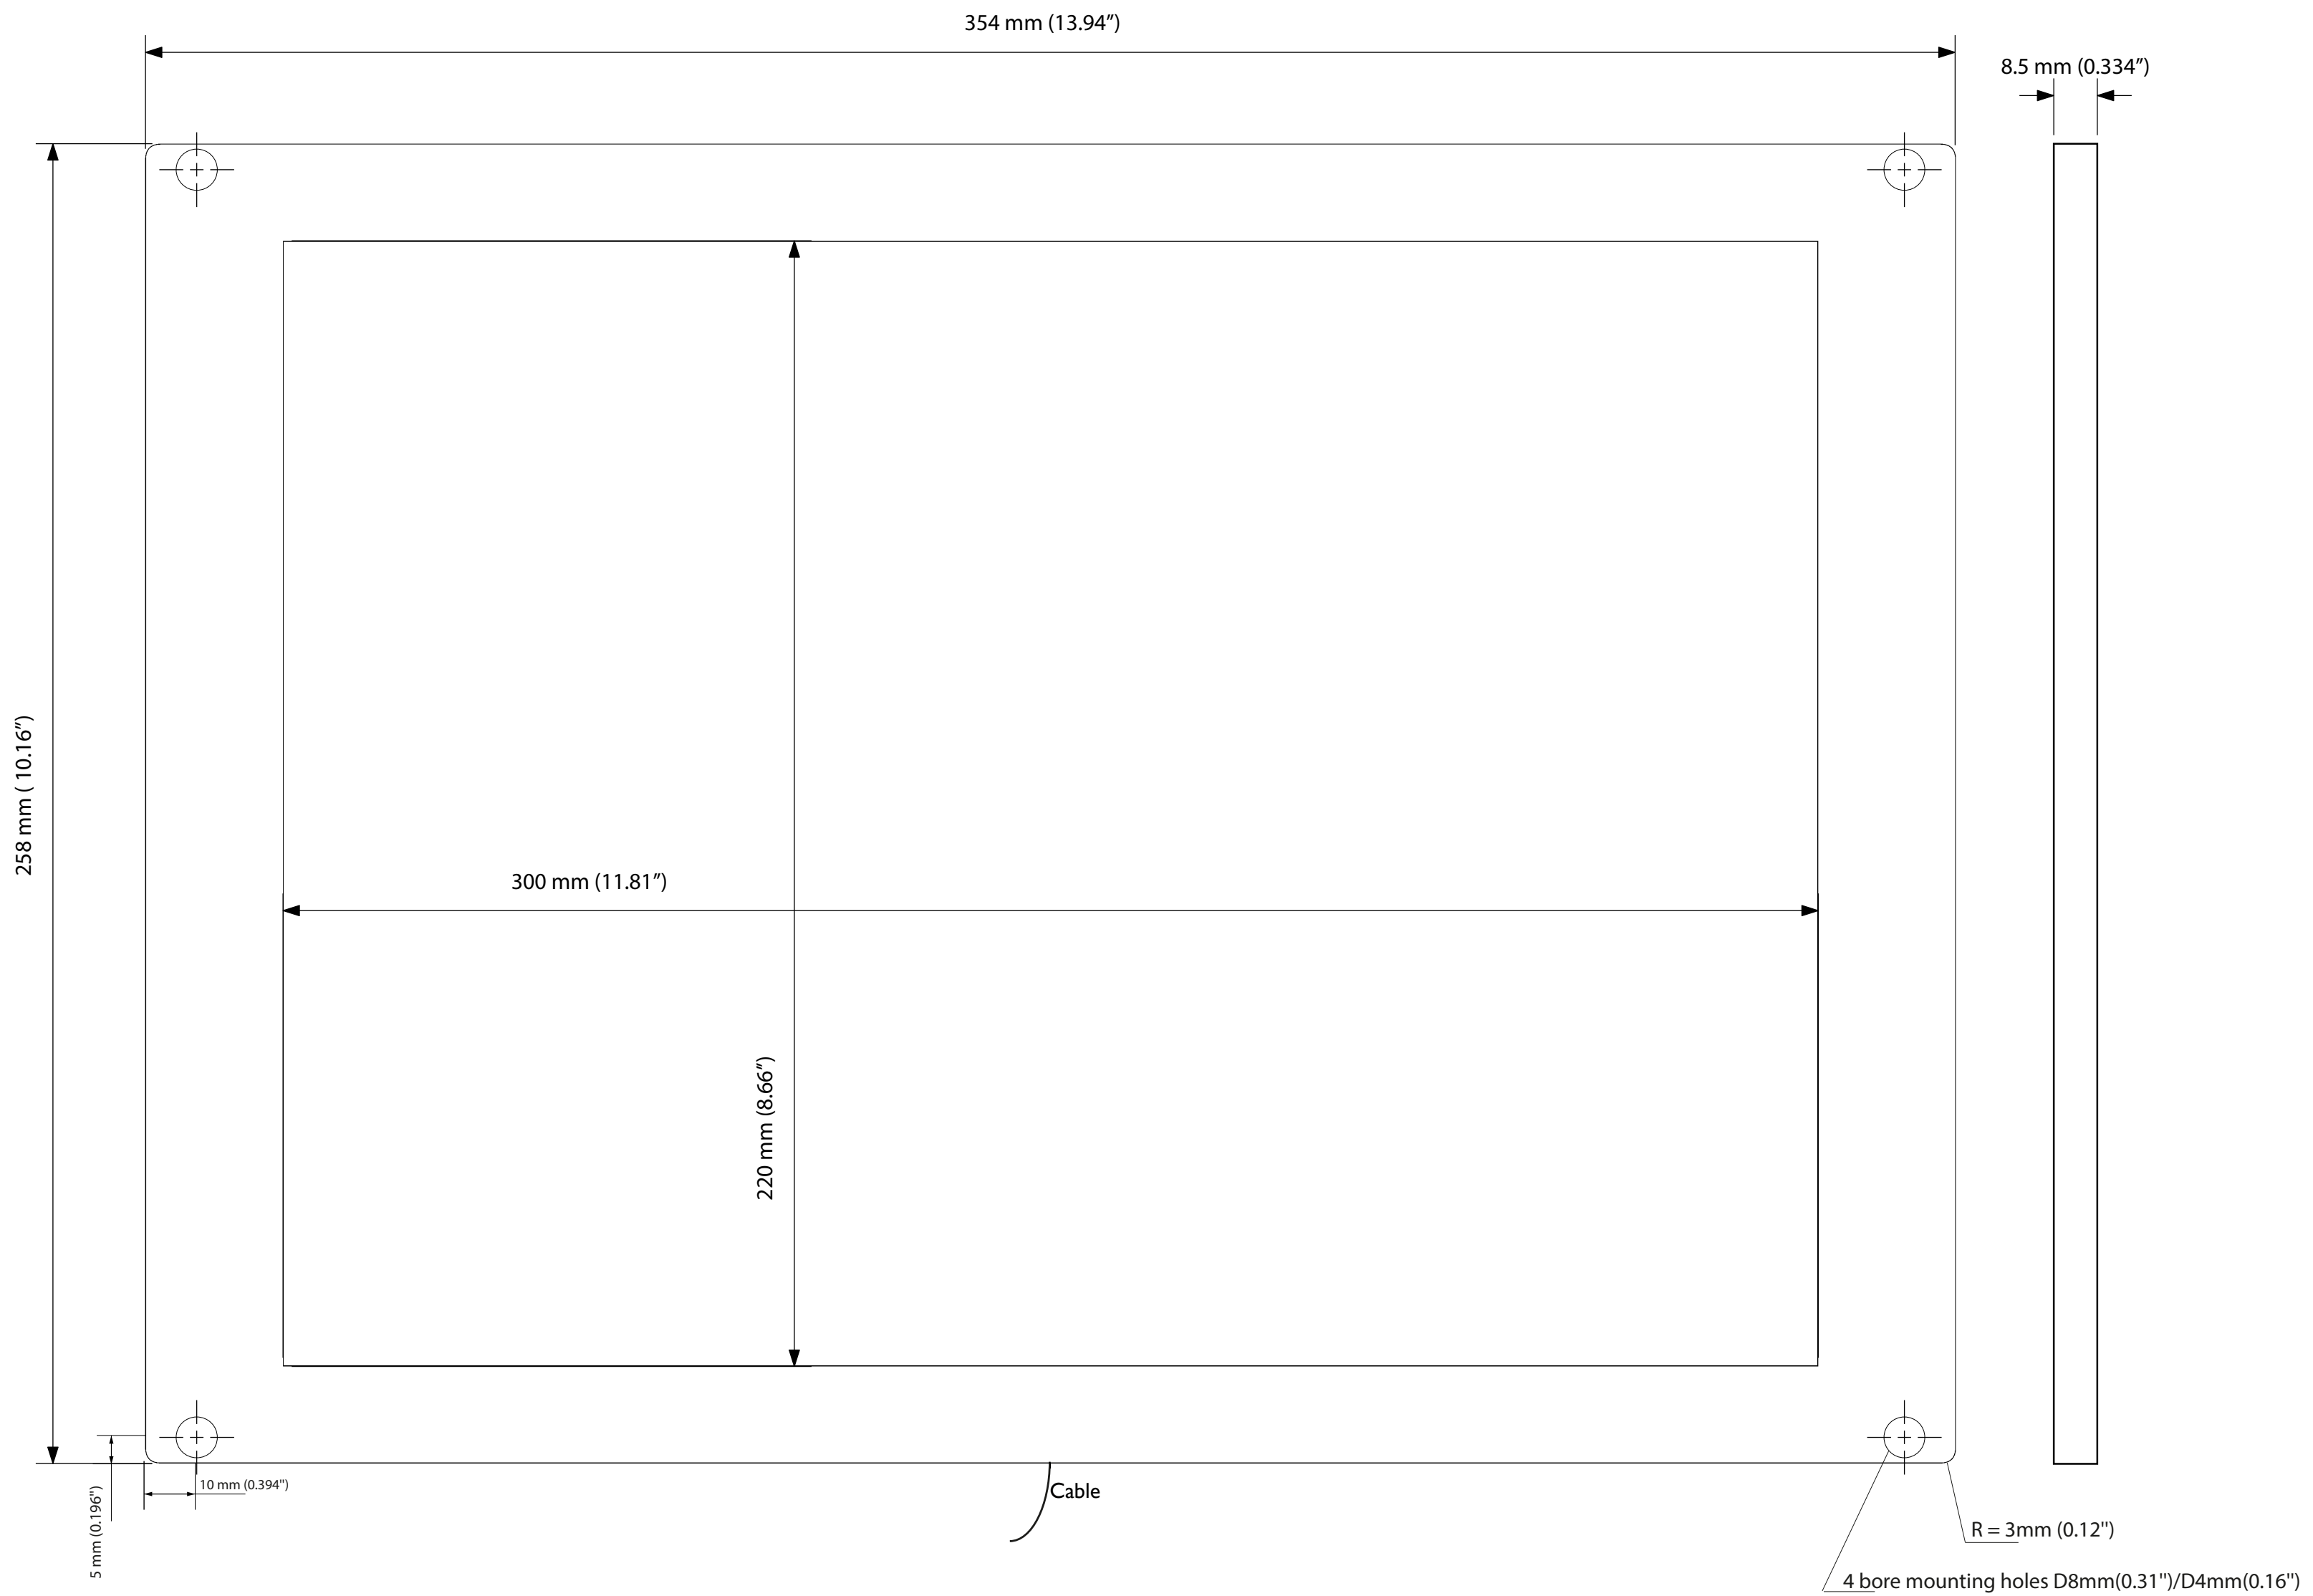 354 mm (13.94”)
8.5 mm (0.334”)
258 mm ( 10.16”)
300 mm (11.81”)
220 mm (8.66”)
10 mm (0.394")
5 mm (0.196")
Cable
R = 3mm (0.12")
4 bore mounting holes D8mm(0.31")/D4mm(0.16")